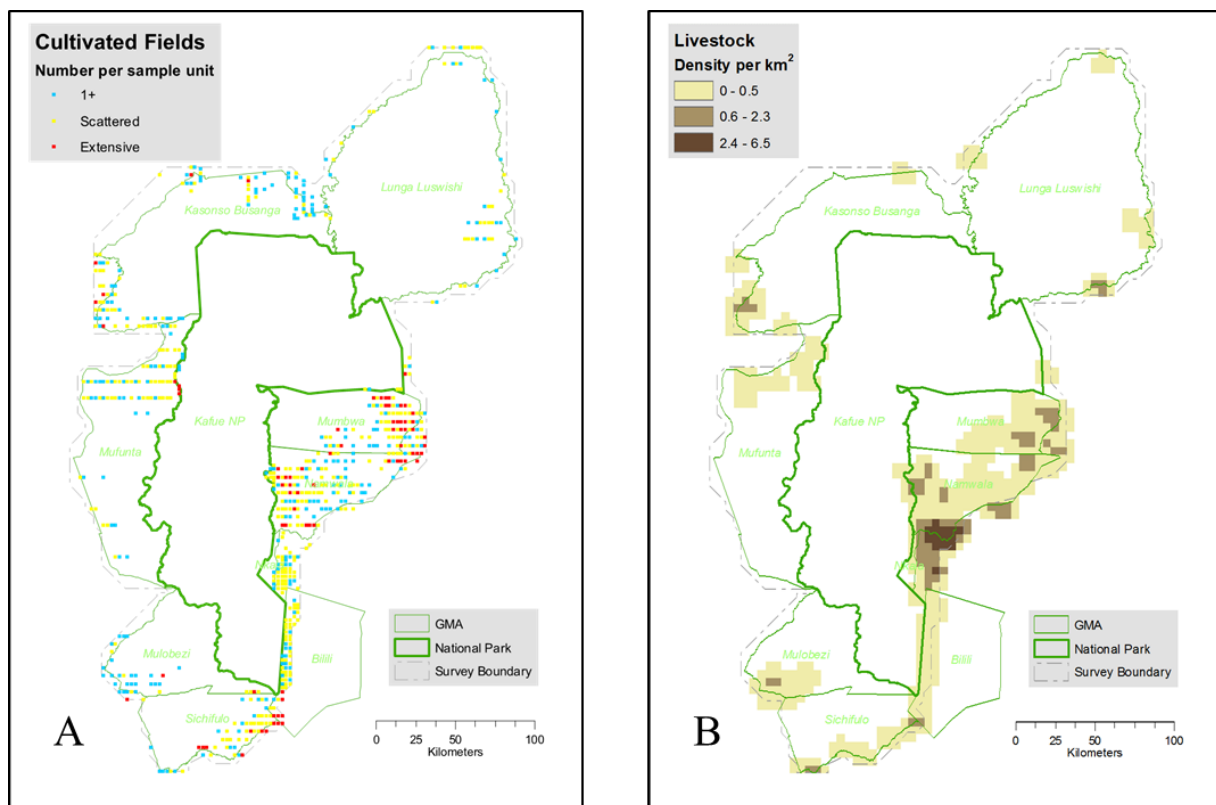 Cultivated Fields
Number per sample unit
1+
Scattered
Extensive
Lunga Luswishi
Kasonso Busanga
Kafue NP
Mumbwa
Mufunta
Namwala
Mulobezi
Bilili
Sichifulo
GMA
National Park
Survey Boundary
0 25 50 100
Kilometers
A
Livestock
Density per km²
0 - 0.5
0.6 - 2.3
2.4 - 6.5
Lunga Luswishi
Kasonso Busanga
Kafue NP
Mumbwa
Mufunta
Namwala
Mulobezi
Bilili
Sichifulo
GMA
National Park
Survey Boundary
0 25 50 100
Kilometers
B